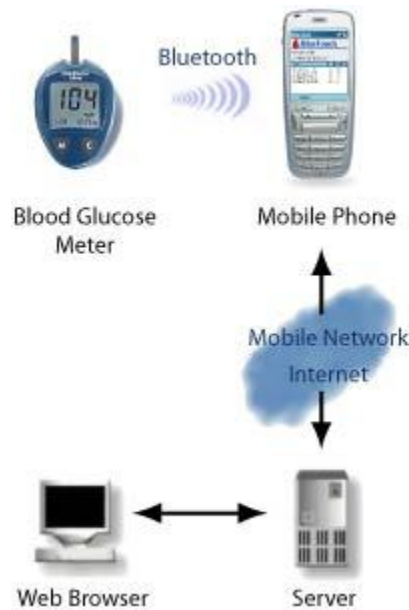 104
Bluetooth
Blood Glucose
Meter
Mobile Phone
Mobile Network
Internet
Web Browser
Server